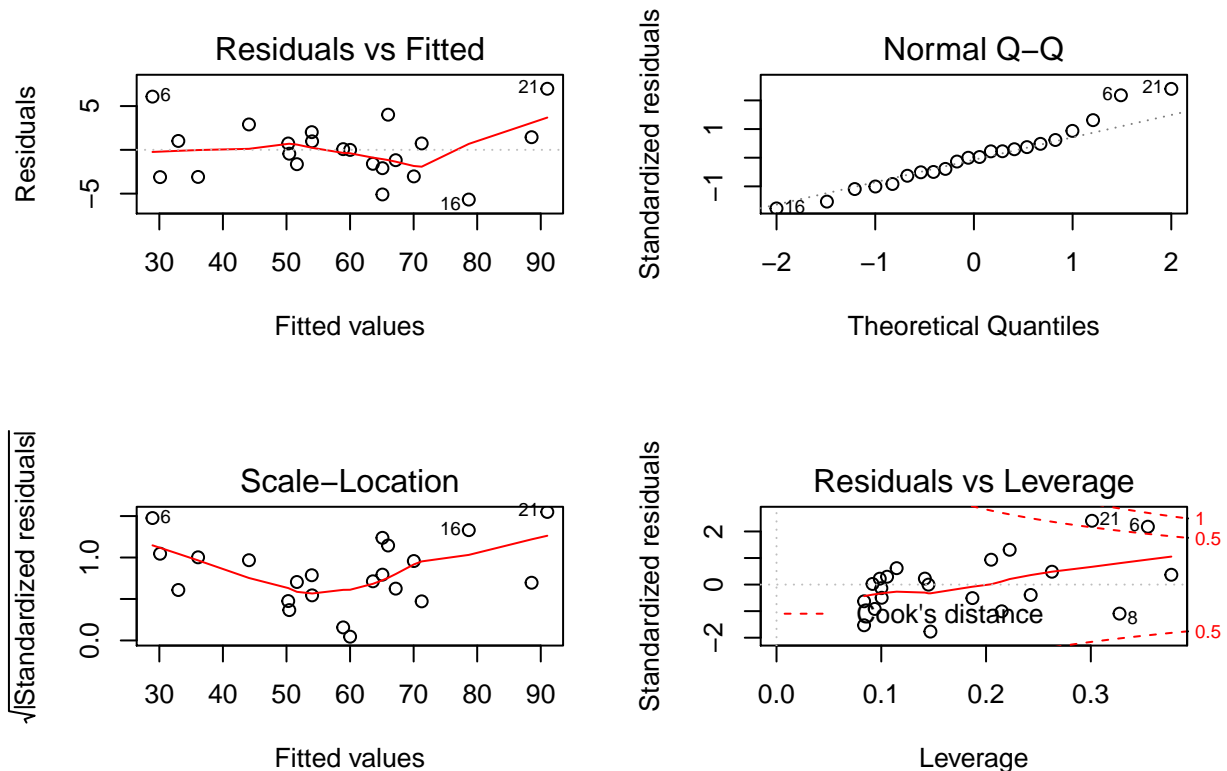 Residuals vs Fitted
Residuals
5
−5
6
21
16
30 40 50 60 70 80 90
Fitted values
Normal Q−Q
Standardized residuals
1
−1
6
21
16
−2 −1 0 1 2
Theoretical Quantiles
Scale−Location
√|Standardized residuals|
1.0
0.0
6
16
21
30 40 50 60 70 80 90
Fitted values
Residuals vs Leverage
Standardized residuals
2
0
−2
21
6
8
1
0.5
0.5
Cook's distance
0.0 0.1 0.2 0.3
Leverage